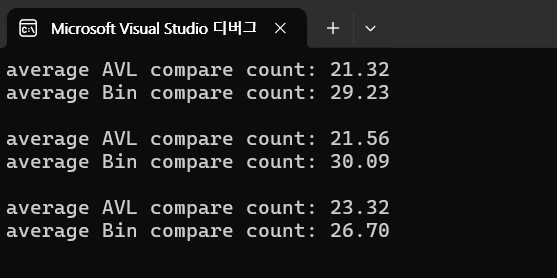 Microsoft Visual Studio 디버그
average AVL compare count: 21.32
average Bin compare count: 29.23
average AVL compare count: 21.56
average Bin compare count: 30.09
average AVL compare count: 23.32
average Bin compare count: 26.70